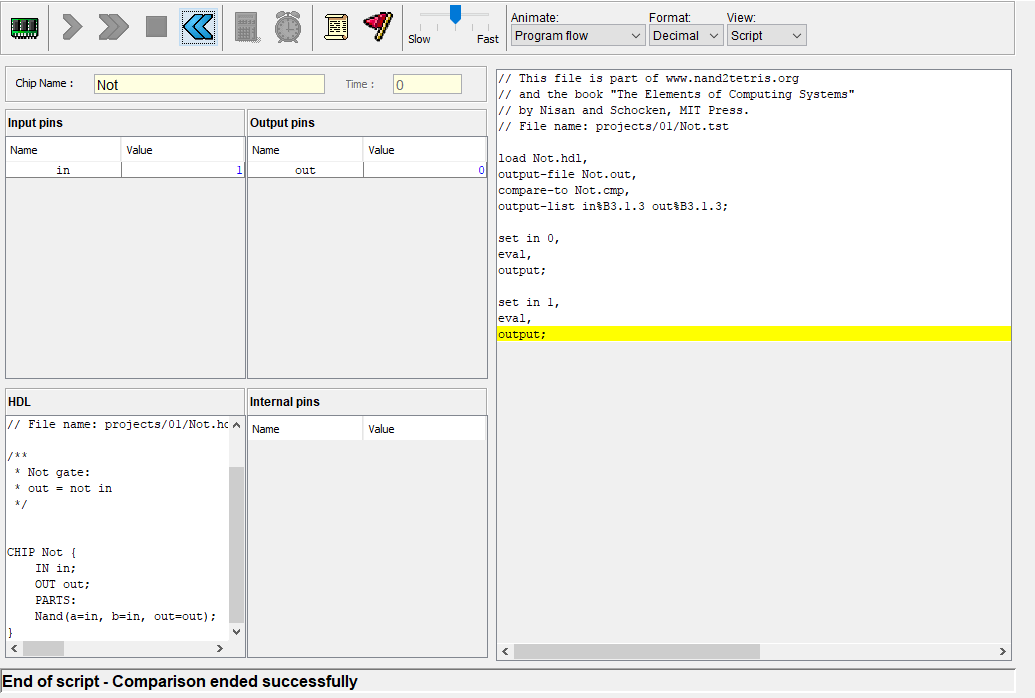 Slow
Fast
Animate:
Program flow
Format:
Decimal
View:
Script
Chip Name :
Not
Time :
0
Input pins
Name
Value
in
1
Output pins
Name
Value
out
0
HDL
// File name: projects/01/Not.hd
/**
* Not gate:
* out = not in
*/
CHIP Not {
IN in;
OUT out;
PARTS:
Nand(a=in, b=in, out=out);
}
Internal pins
Name
Value
// This file is part of www.nand2tetris.org
// and the book "The Elements of Computing Systems"
// by Nisan and Schocken, MIT Press.
// File name: projects/01/Not.tst
load Not.hdl,
output-file Not.out,
compare-to Not.cmp,
output-list in%B3.1.3 out%B3.1.3;
set in 0,
eval,
output;
set in 1,
eval,
output;
End of script - Comparison ended successfully